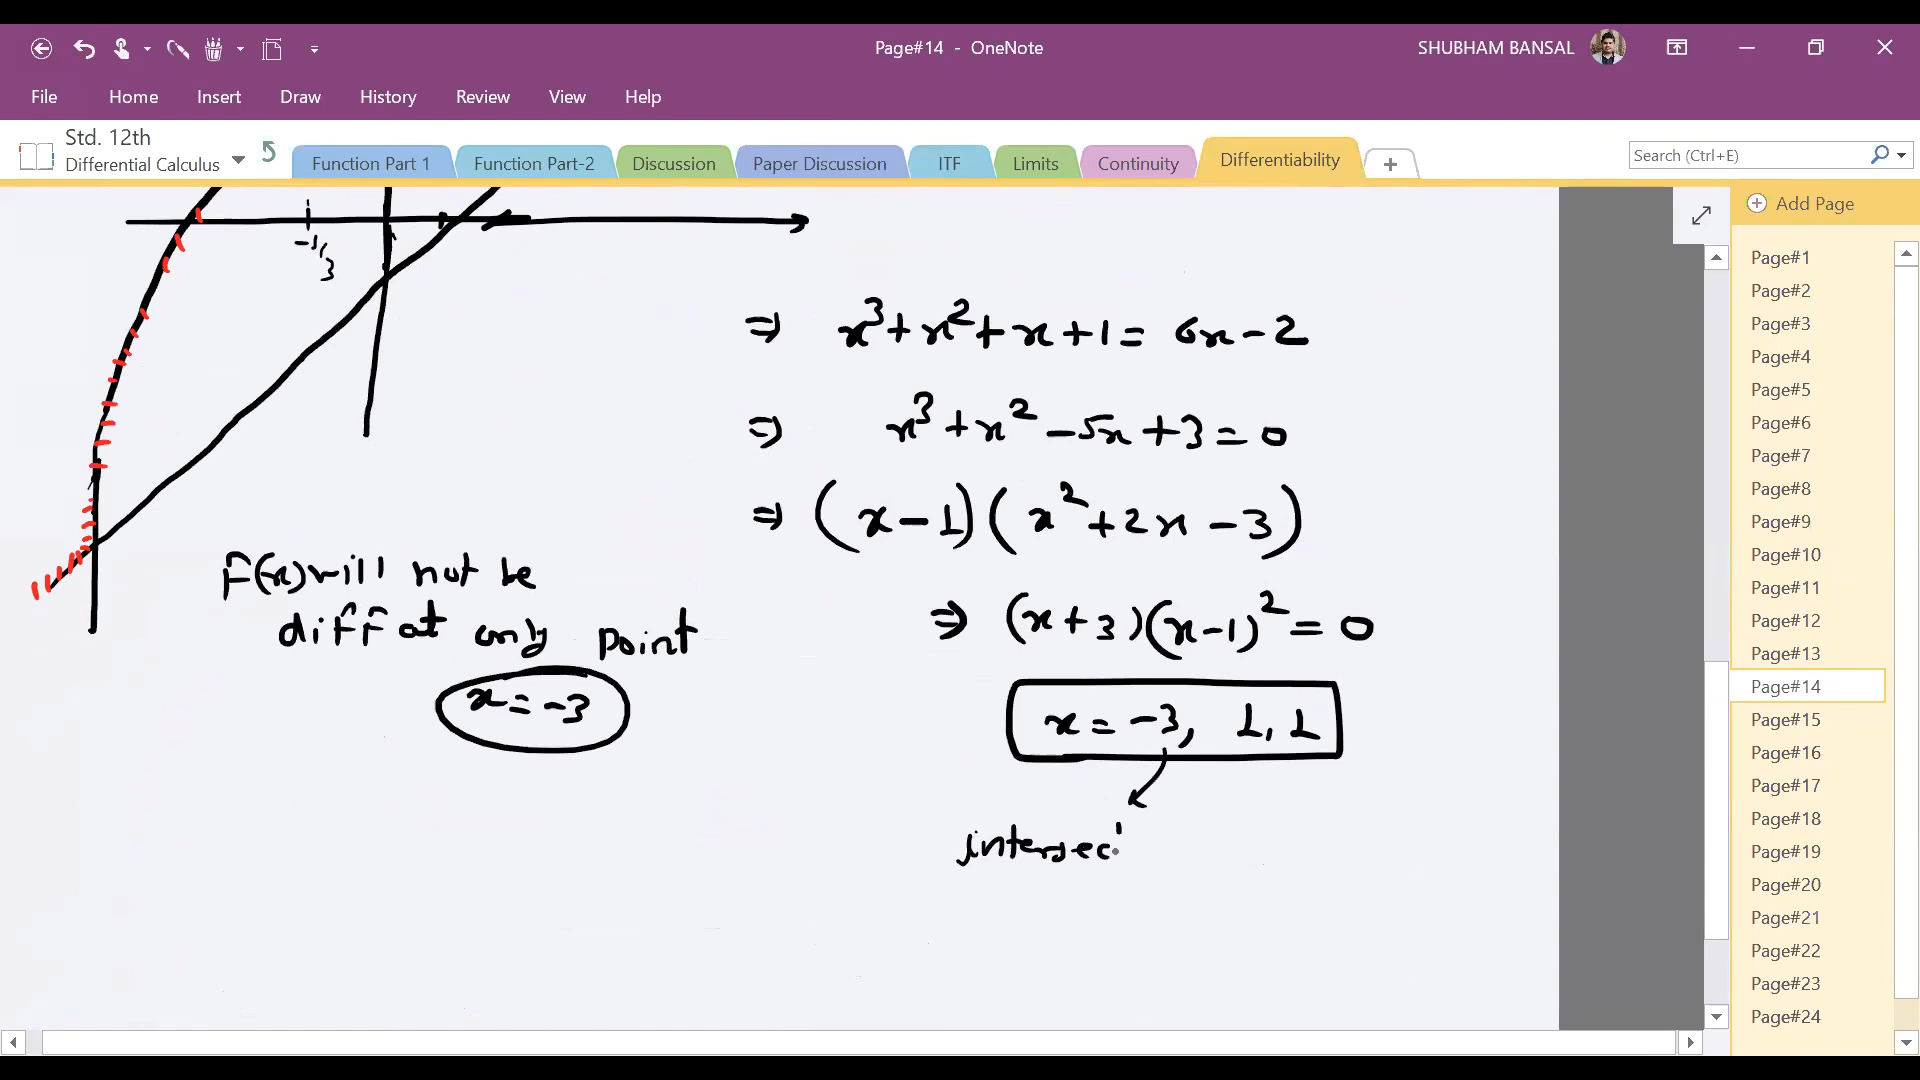 Page#14 - OneNote
SHUBHAM BANSAL
File Home Insert Draw History Review View Help
Std. 12th
Differential Calculus
Function Part 1 Function Part-2 Discussion Paper Discussion ITF Limits Continuity Differentiability
Search (Ctrl+E)
Add Page
Page#1
Page#2
Page#3
Page#4
Page#5
Page#6
Page#7
Page#8
Page#9
Page#10
Page#11
Page#12
Page#13
Page#14
Page#15
Page#16
Page#17
Page#18
Page#19
Page#20
Page#21
Page#22
Page#23
Page#24
-1/3
⇒ x³+x²+x+1 = 6x-2
⇒ x³+x²-5x+3=0
⇒ (x-1)(x²+2x-3)
⇒ (x+3)(x-1)²=0
x = -3, 1, 1
intersec
F(x) will not be
diff at only point
x=-3